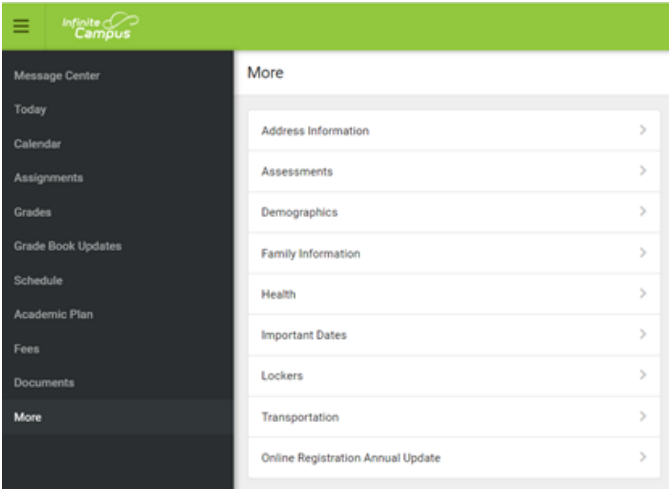 Infinite
Campus
Message Center
Today
Calendar
Assignments
Grades
Grade Book Updates
Schedule
Academic Plan
Fees
Documents
More
More
Address Information
Assessments
Demographics
Family Information
Health
Important Dates
Lockers
Transportation
Online Registration Annual Update